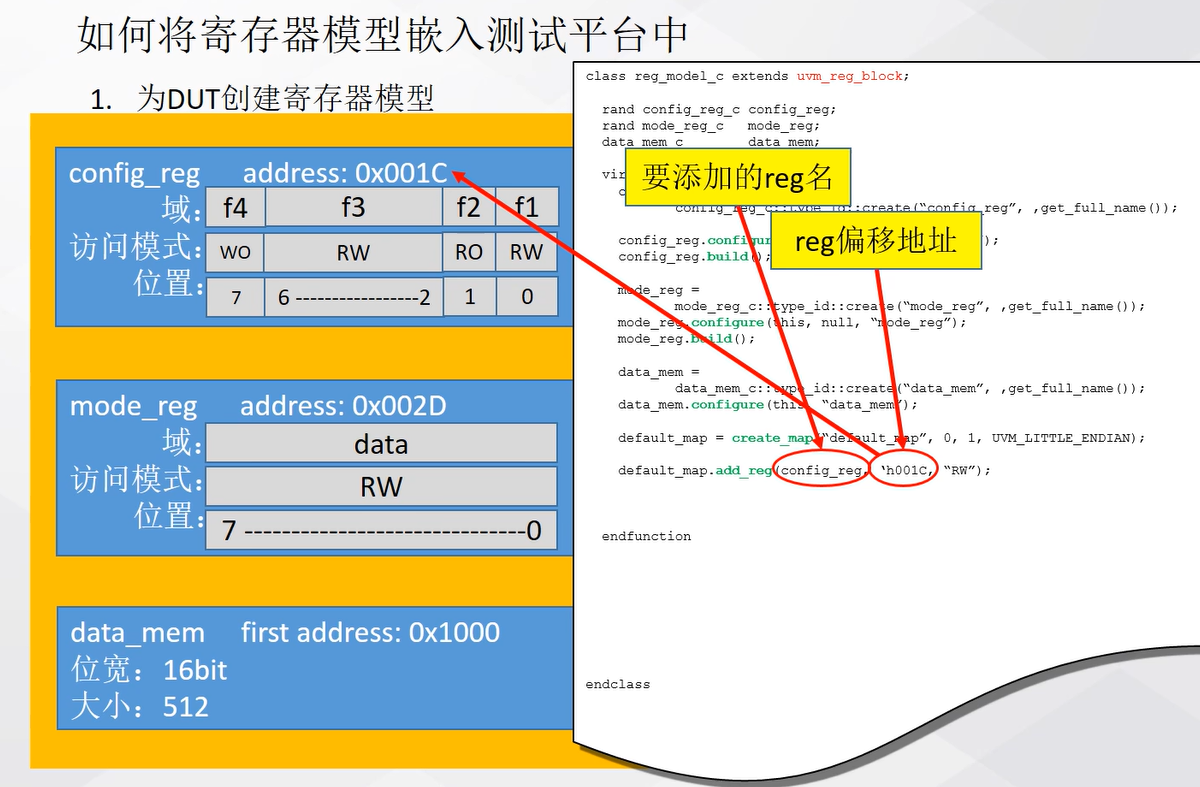 如何将寄存器模型嵌入测试平台中
1. 为DUT创建寄存器模型
config_reg address: 0x001C
域: f4 f3 f2 f1
访问模式: WO RW RO RW
位置: 7 6 -----------------2 1 0
mode_reg address: 0x002D
域: data
访问模式: RW
位置: 7 ------------------------------0
data_mem first address: 0x1000
位宽: 16bit
大小: 512
class reg_model_c extends uvm_reg_block;
rand config_reg_c config_reg;
rand mode_reg_c mode_reg;
data_mem_c data_mem;
要添加的reg名
config_reg_c::type_id::create(“config_reg”, ,get_full_name());
reg偏移地址
config_reg.configur );
config_reg.build();
mode_reg =
mode_reg_c::type_id::create(“mode_reg”, ,get_full_name());
mode_reg.configure(this, null, “mode_reg”);
mode_reg.build();
data_mem =
data_mem_c::type_id::create(“data_mem”, ,get_full_name());
data_mem.configure(this, “data_mem”);
default_map = create_map(“default_map”, 0, 1, UVM_LITTLE_ENDIAN);
default_map.add_reg(config_reg, ‘h001C, “RW”);
endfunction
endclass